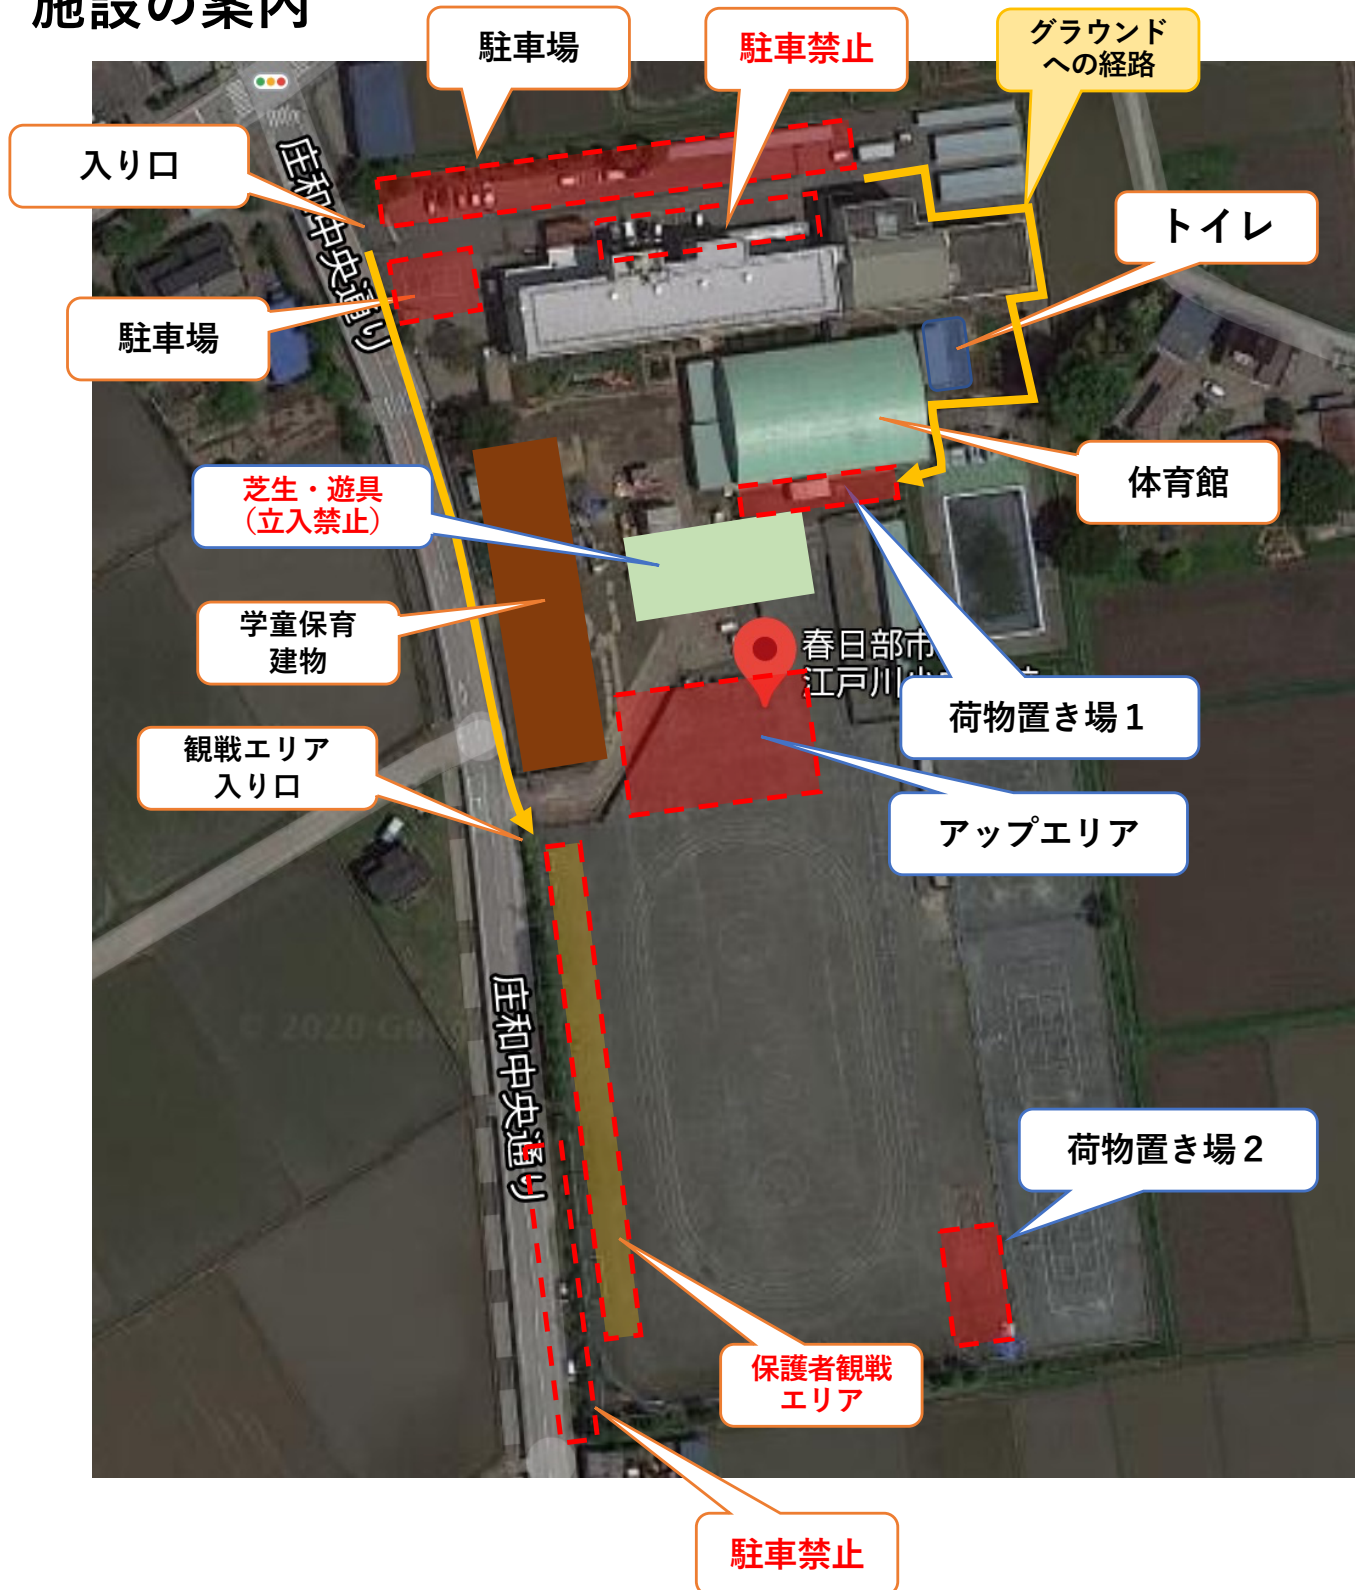 施設の案内
駐車場
駐車禁止
グラウンド
への経路
入り口
庄和中央通り
トイレ
駐車場
体育館
芝生・遊具
（立入禁止）
学童保育
建物
春日部市
江戸川小
荷物置き場１
観戦エリア
入り口
アップエリア
© 2020 Go
庄和中央通り
荷物置き場２
保護者観戦
エリア
駐車禁止